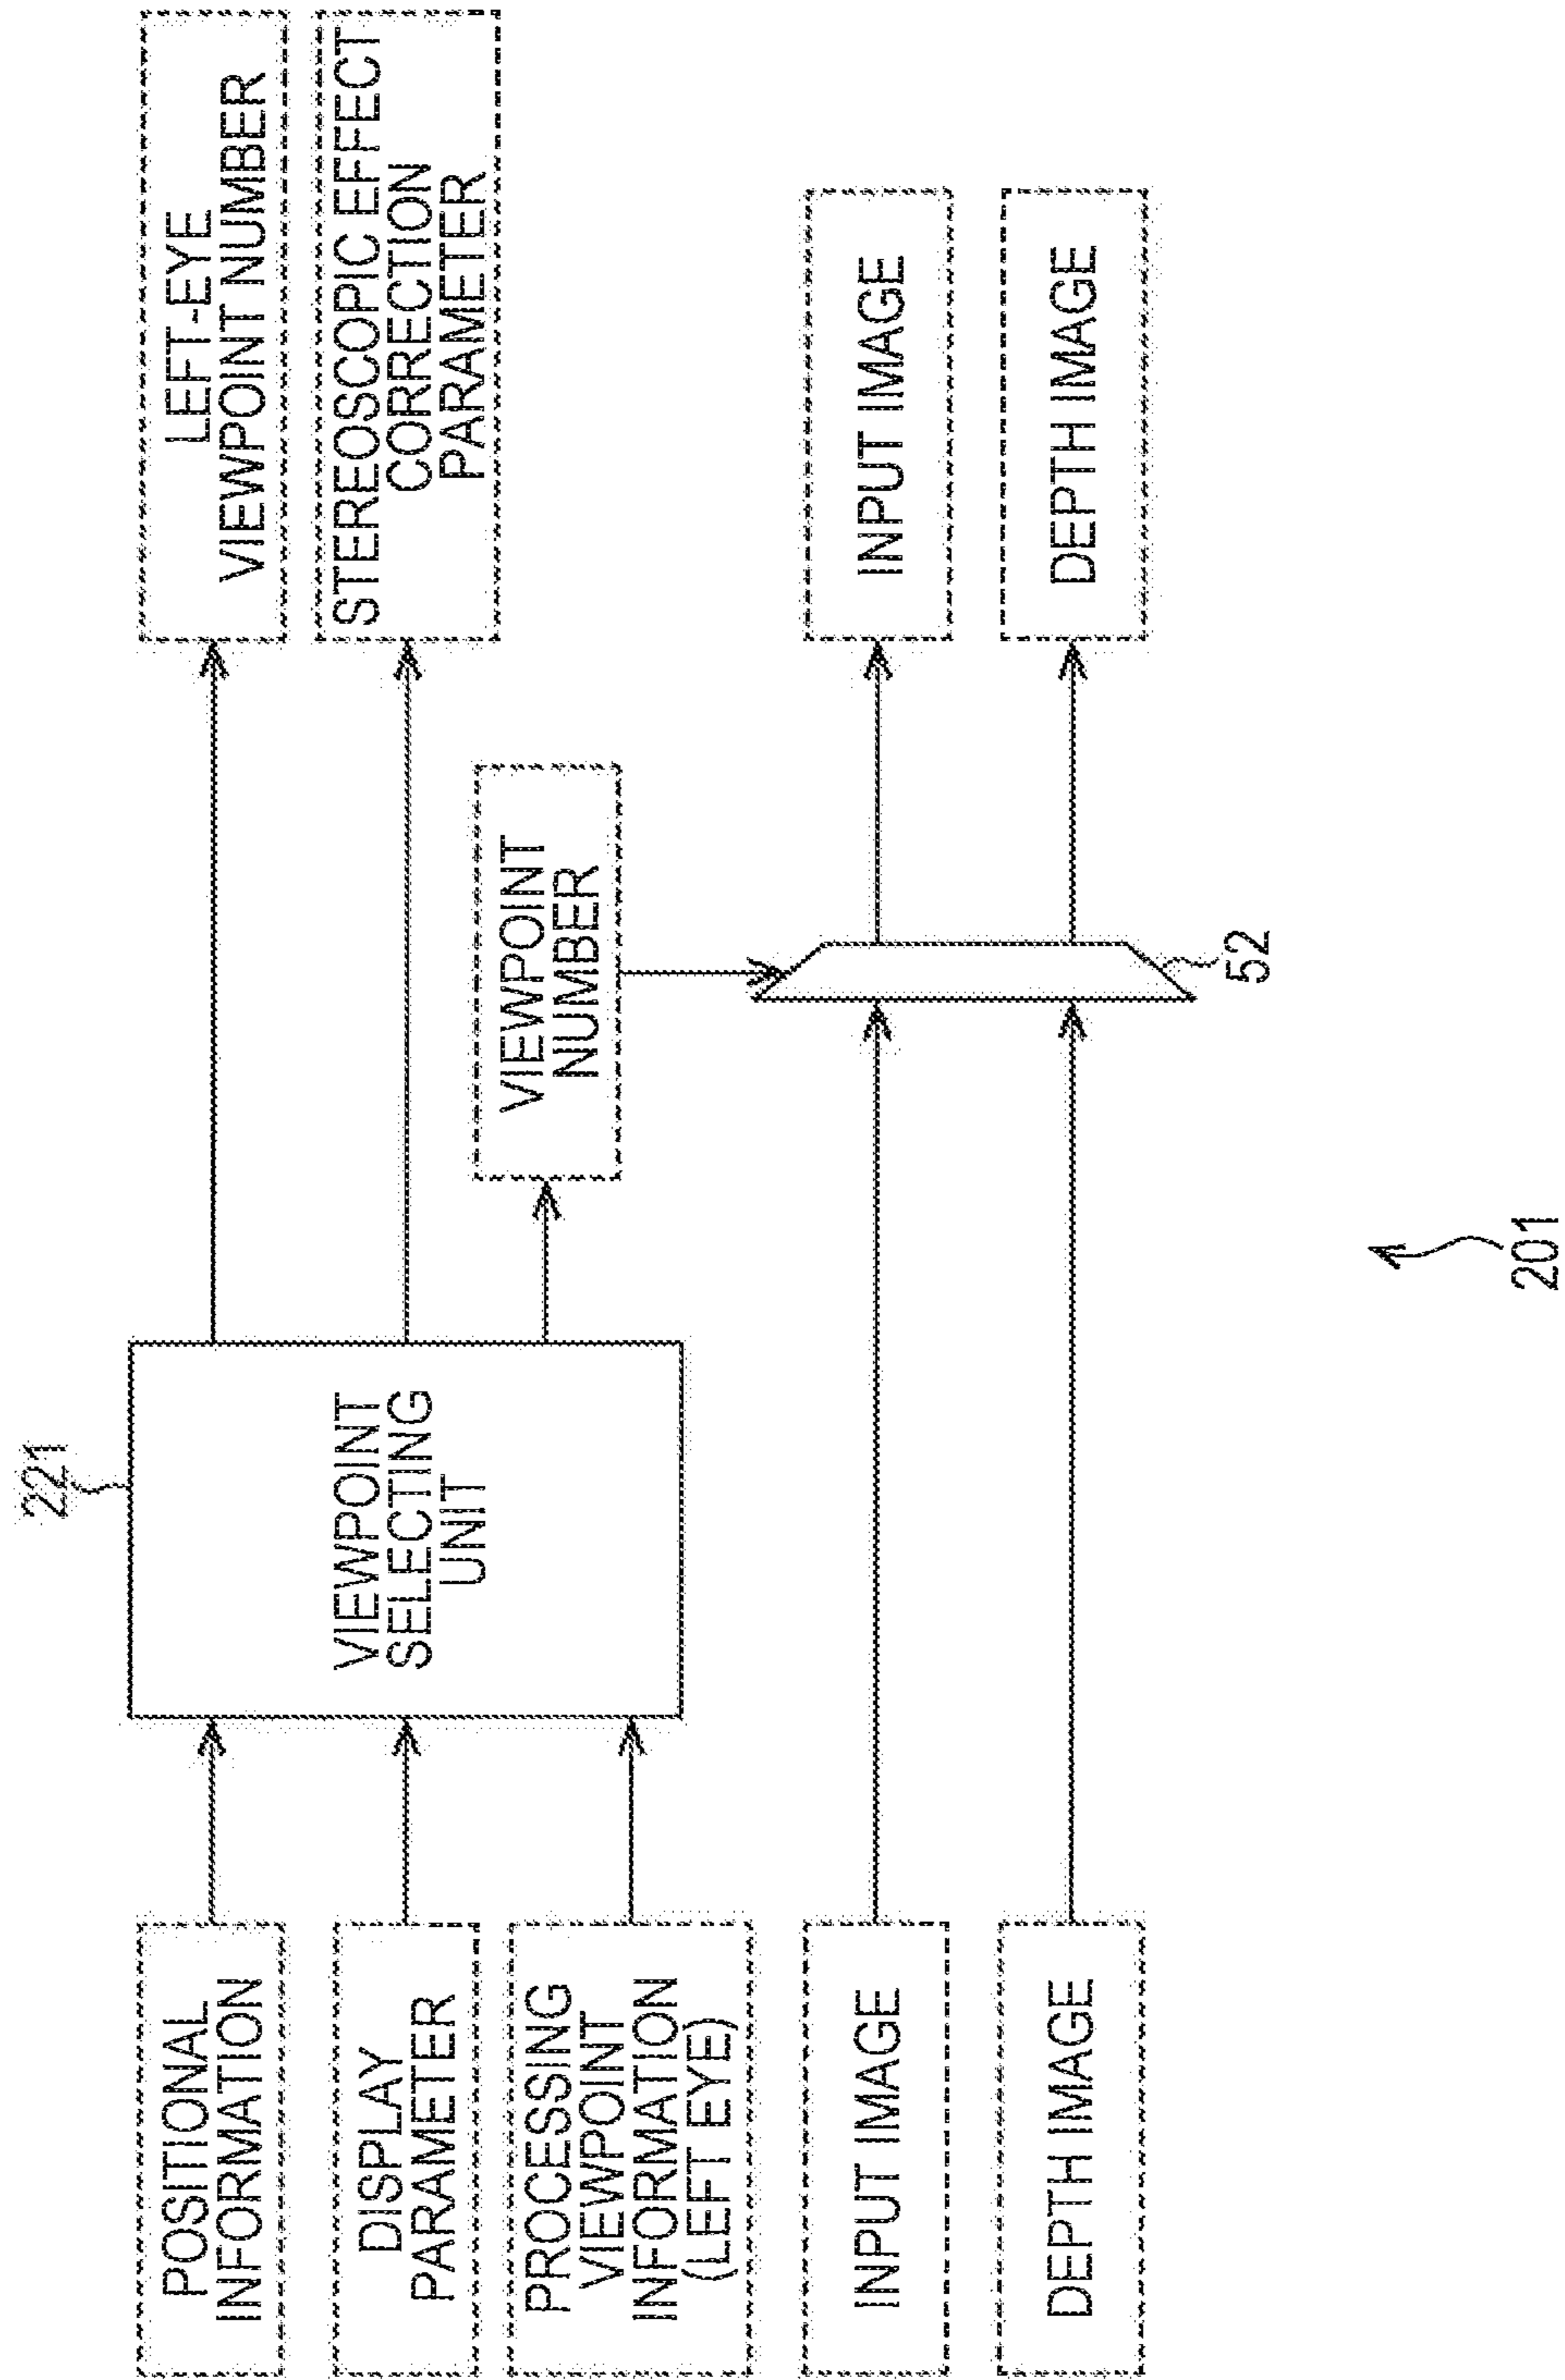 221
POSITIONAL
INFORMATION
DISPLAY
PARAMETER
PROCESSING
VIEWPOINT
INFORMATION
(LEFT EYE)
INPUT IMAGE
DEPTH IMAGE
VIEWPOINT
SELECTING
UNIT
VIEWPOINT
NUMBER
52
LEFT-EYE
VIEWPOINT NUMBER
STEREOSCOPIC EFFECT
CORRECTION
PARAMETER
INPUT IMAGE
DEPTH IMAGE
201